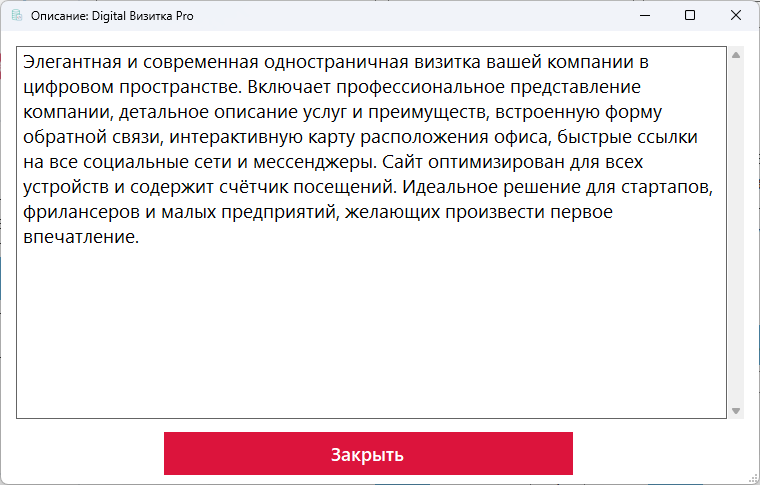 Описание: Digital Визитка Pro
Элегантная и современная одностраничная визитка вашей компании в
цифровом пространстве. Включает профессиональное представление
компании, детальное описание услуг и преимуществ, встроенную форму
обратной связи, интерактивную карту расположения офиса, быстрые ссылки
на все социальные сети и мессенджеры. Сайт оптимизирован для всех
устройств и содержит счётчик посещений. Идеальное решение для стартапов,
фрилансеров и малых предприятий, желающих произвести первое
впечатление.
Закрыть